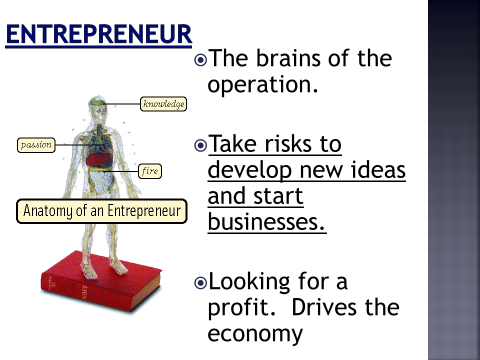 ENTREPRENEUR
The brains of the
operation.
Take risks to
develop new ideas
and start
businesses.
Looking for a
profit.  Drives the
economy
knowledge
passion
fire
Anatomy of an Entrepreneur